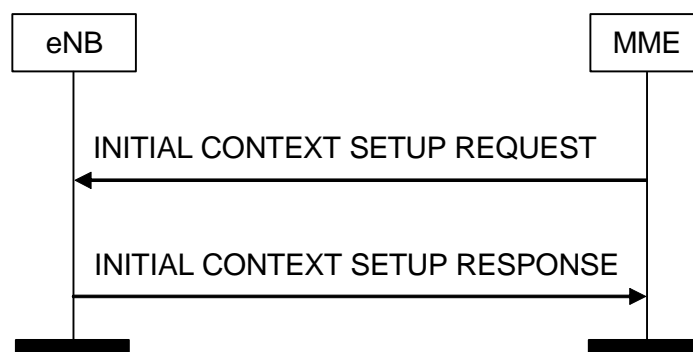 eNB
MME
INITIAL CONTEXT SETUP REQUEST
INITIAL CONTEXT SETUP RESPONSE